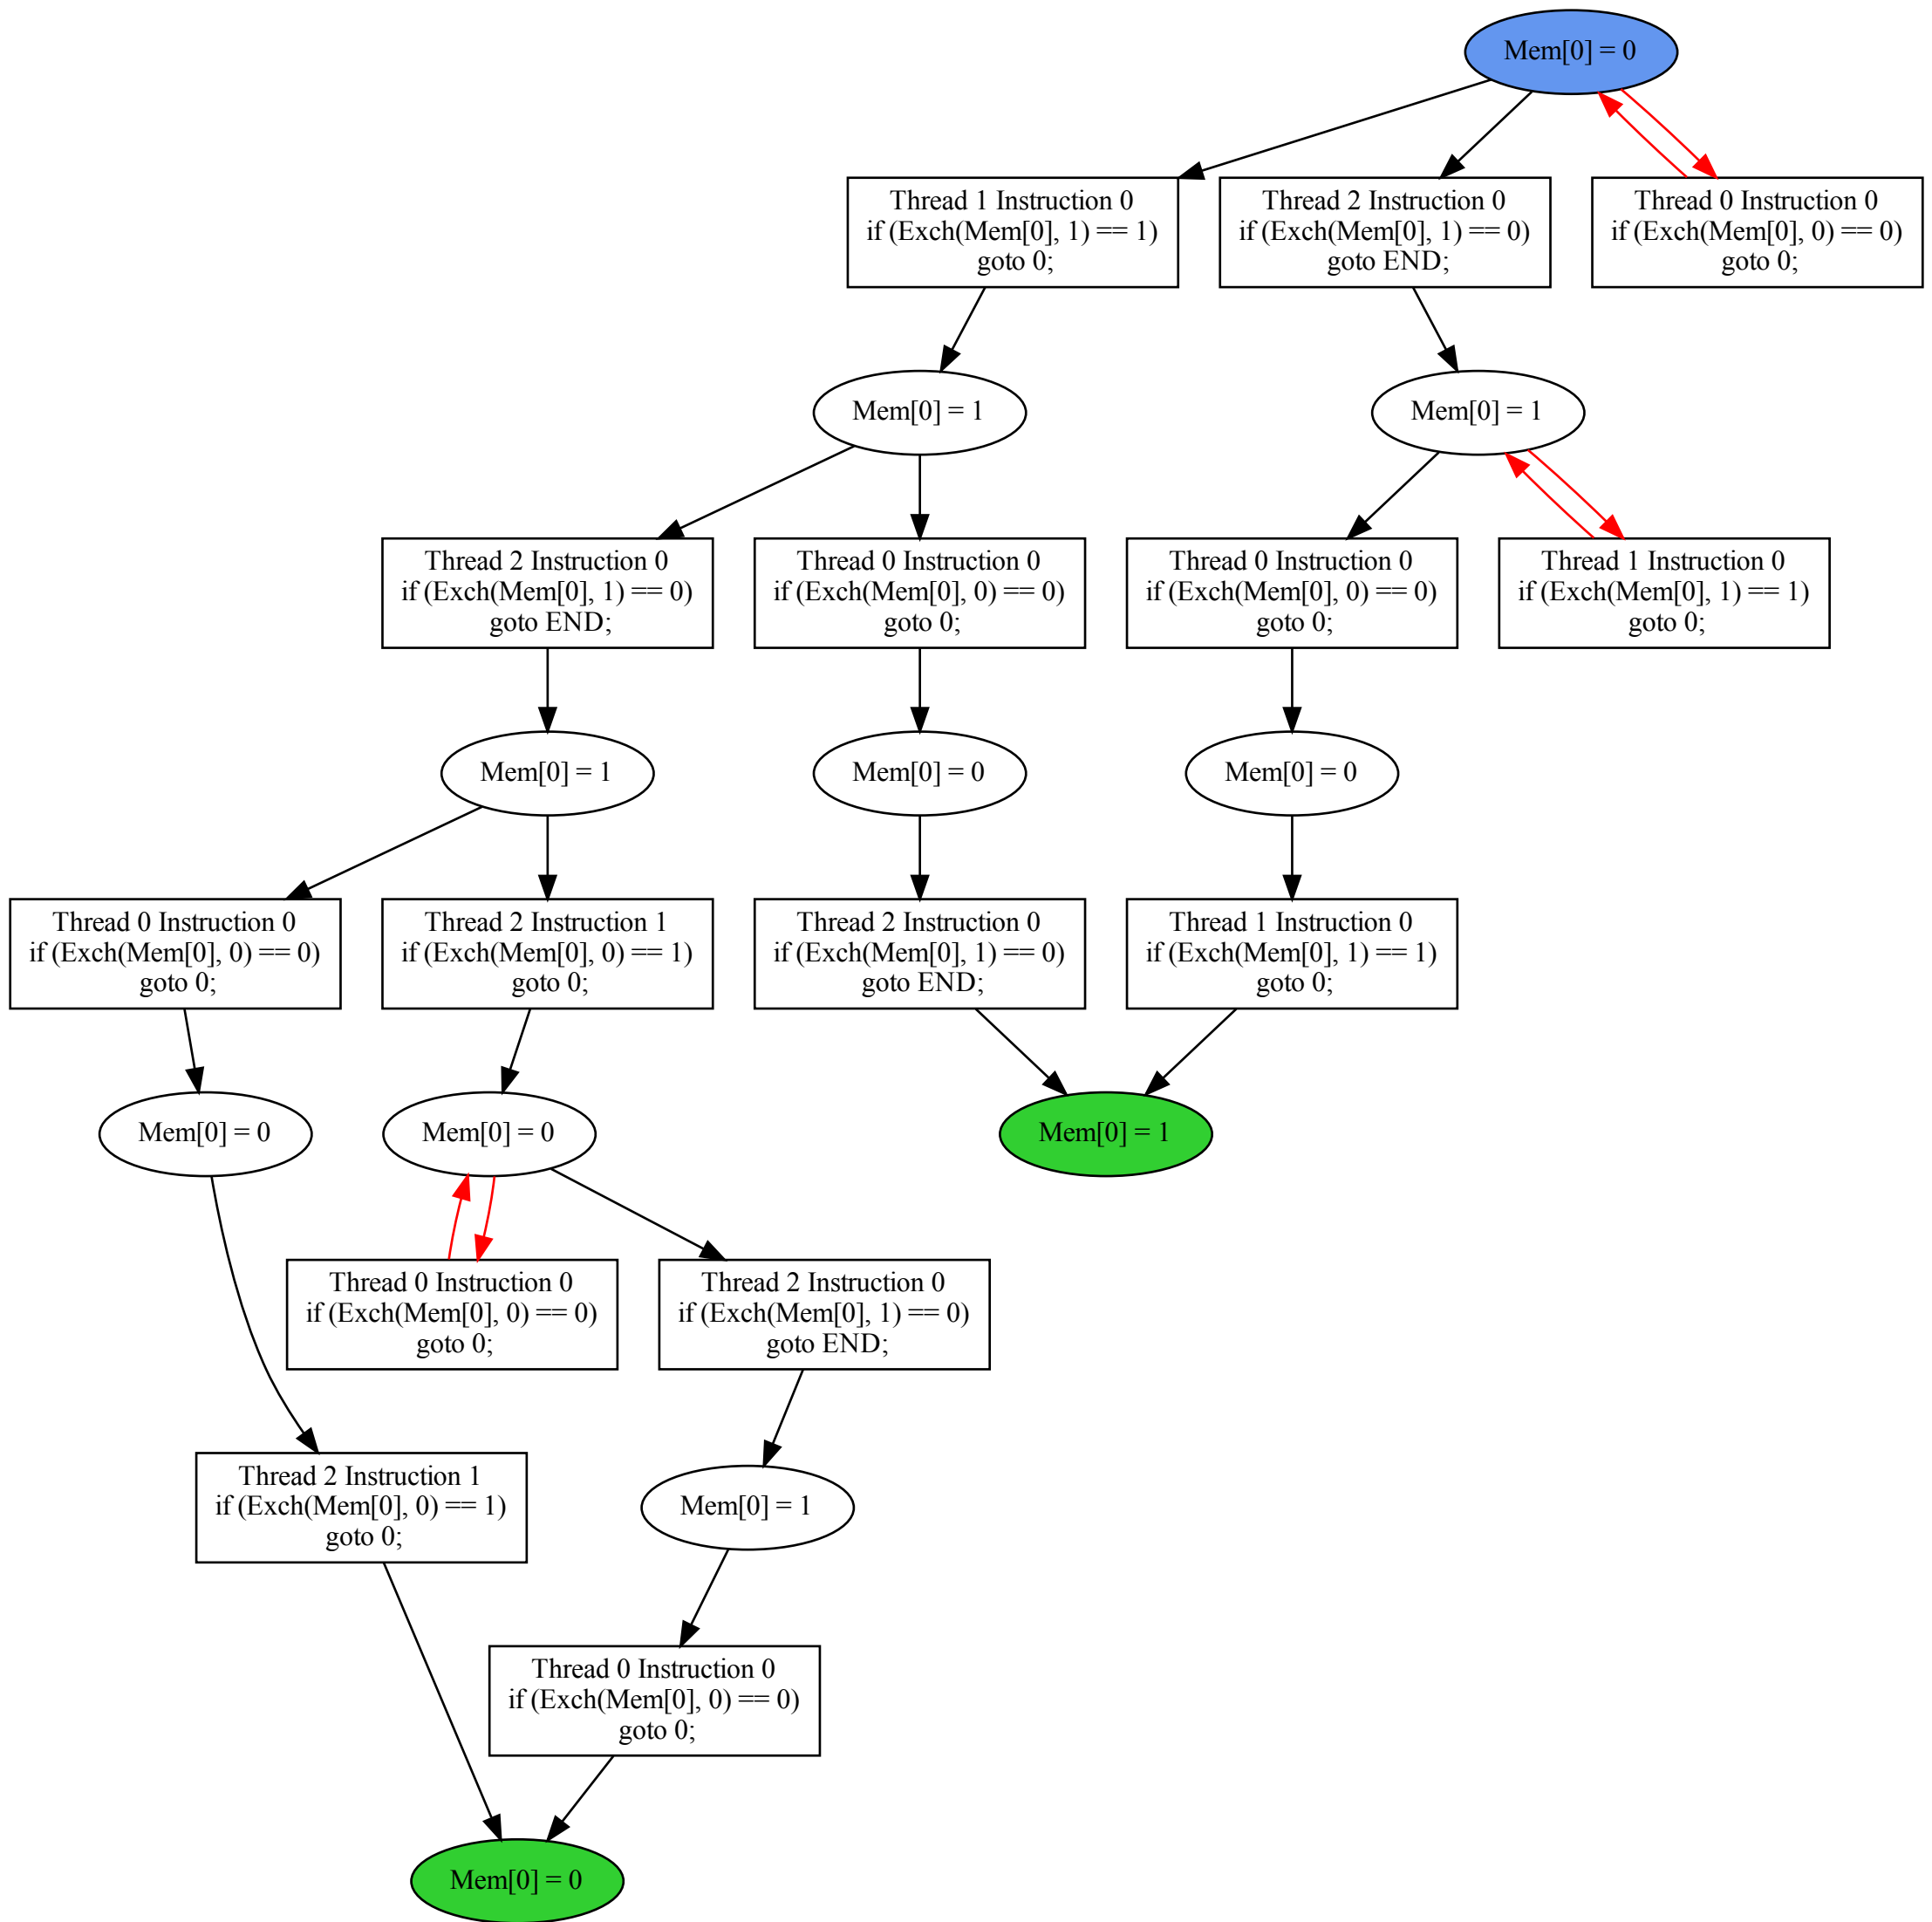 Mem[0] = 0
Thread 1 Instruction 0
if (Exch(Mem[0], 1) == 1)
goto 0;
Thread 2 Instruction 0
if (Exch(Mem[0], 1) == 0)
goto END;
Thread 0 Instruction 0
if (Exch(Mem[0], 0) == 0)
goto 0;
Mem[0] = 1
Mem[0] = 1
Thread 2 Instruction 0
if (Exch(Mem[0], 1) == 0)
goto END;
Thread 0 Instruction 0
if (Exch(Mem[0], 0) == 0)
goto 0;
Thread 0 Instruction 0
if (Exch(Mem[0], 0) == 0)
goto 0;
Thread 1 Instruction 0
if (Exch(Mem[0], 1) == 1)
goto 0;
Mem[0] = 1
Mem[0] = 0
Mem[0] = 0
Thread 0 Instruction 0
if (Exch(Mem[0], 0) == 0)
goto 0;
Thread 2 Instruction 1
if (Exch(Mem[0], 0) == 1)
goto 0;
Thread 2 Instruction 0
if (Exch(Mem[0], 1) == 0)
goto END;
Thread 1 Instruction 0
if (Exch(Mem[0], 1) == 1)
goto 0;
Mem[0] = 0
Mem[0] = 0
Mem[0] = 1
Thread 0 Instruction 0
if (Exch(Mem[0], 0) == 0)
goto 0;
Thread 2 Instruction 0
if (Exch(Mem[0], 1) == 0)
goto END;
Thread 2 Instruction 1
if (Exch(Mem[0], 0) == 1)
goto 0;
Mem[0] = 1
Thread 0 Instruction 0
if (Exch(Mem[0], 0) == 0)
goto 0;
Mem[0] = 0